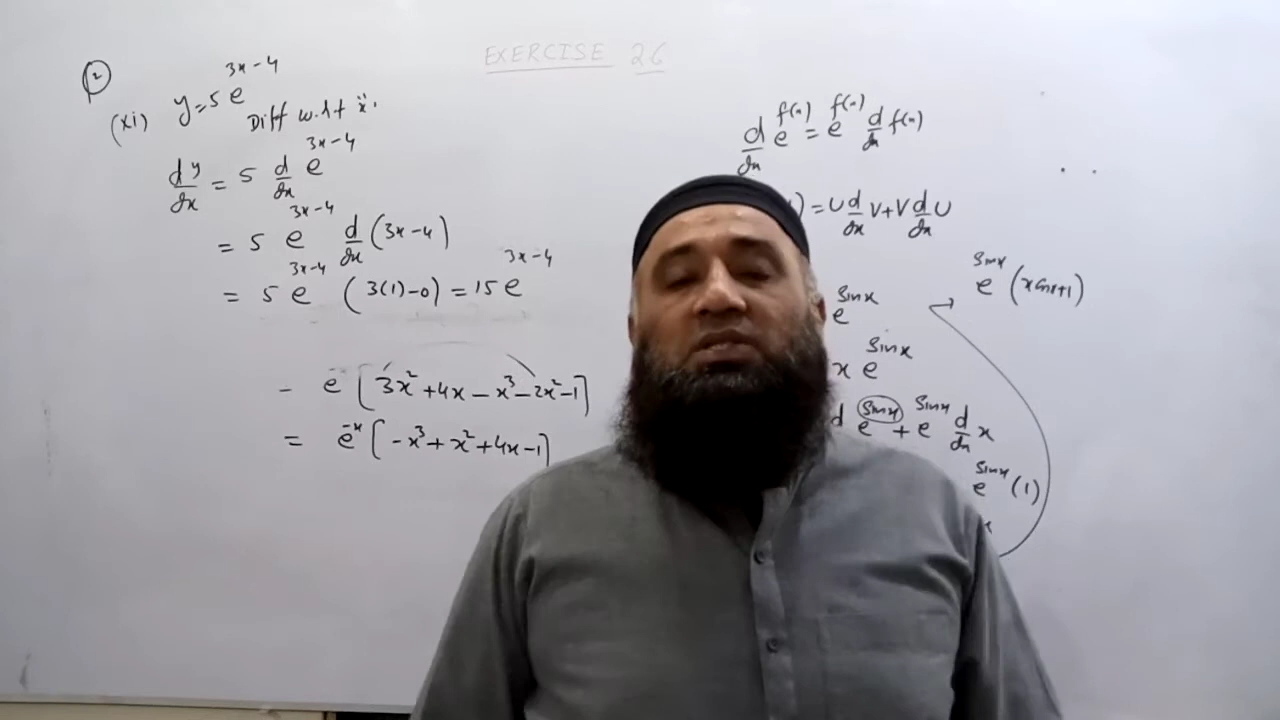 EXERCISE 26
2
(xi) y=5e^{3x-4}
Diff w.r.t x.
dy/dx = 5 d/dx e^{3x-4}
= 5 e^{3x-4} d/dx (3x-4)
= 5 e^{3x-4} (3(1)-0) = 15 e^{3x-4}
- e [3x²+4x-x³-2x²-1]
= e^{-x} [-x³+x²+4x-1]
d/dx e^{f(x)} = e^{f(x)} d/dx f(x)
) = U d/dx V + V d/dx U
e^{Sinx}
x e^{Sinx}
d e^{Sinx} + e^{Sinx} d/dx x
e^{Sinx} (1)
e^{Sinx} (